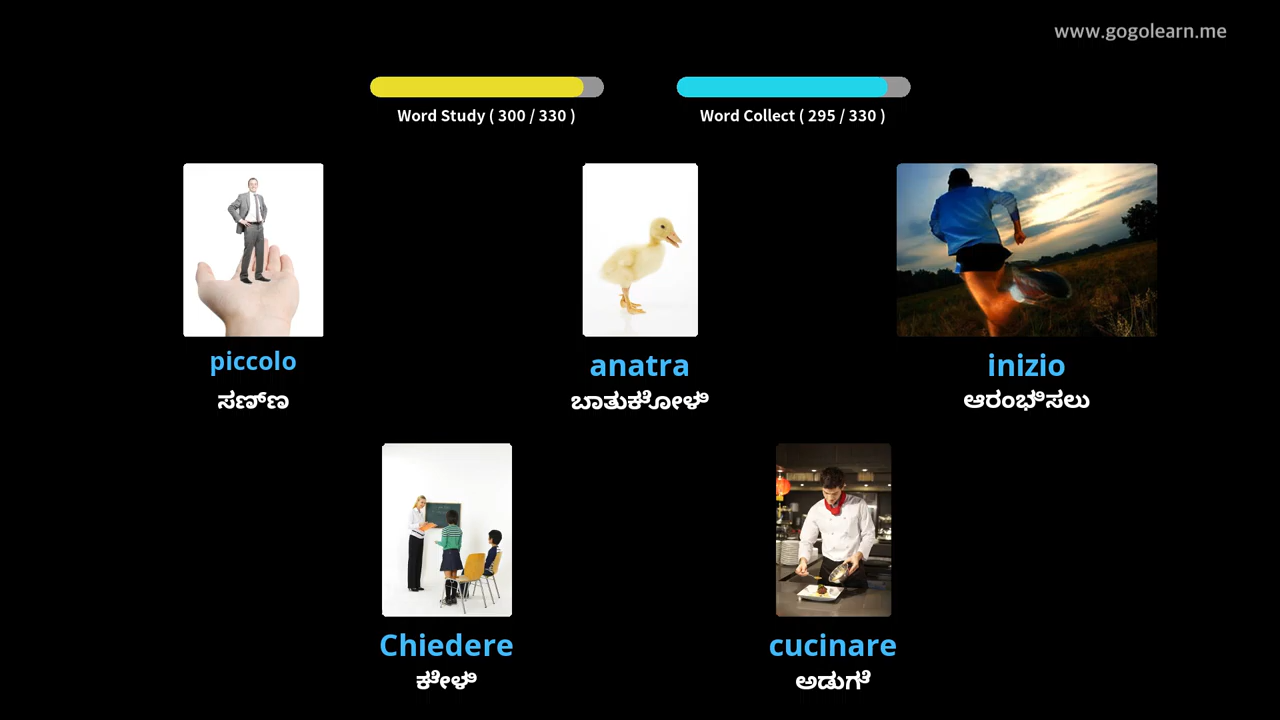 www.gogolearn.me
Word Study ( 300 / 330 )
Word Collect ( 295 / 330 )
piccolo
ಸಣ್ಣ
anatra
ಬಾತುಕೋಳಿ
inizio
ಆರಂಭಿಸಲು
Chiedere
ಕೇಳಿ
cucinare
ಅಡುಗೆ